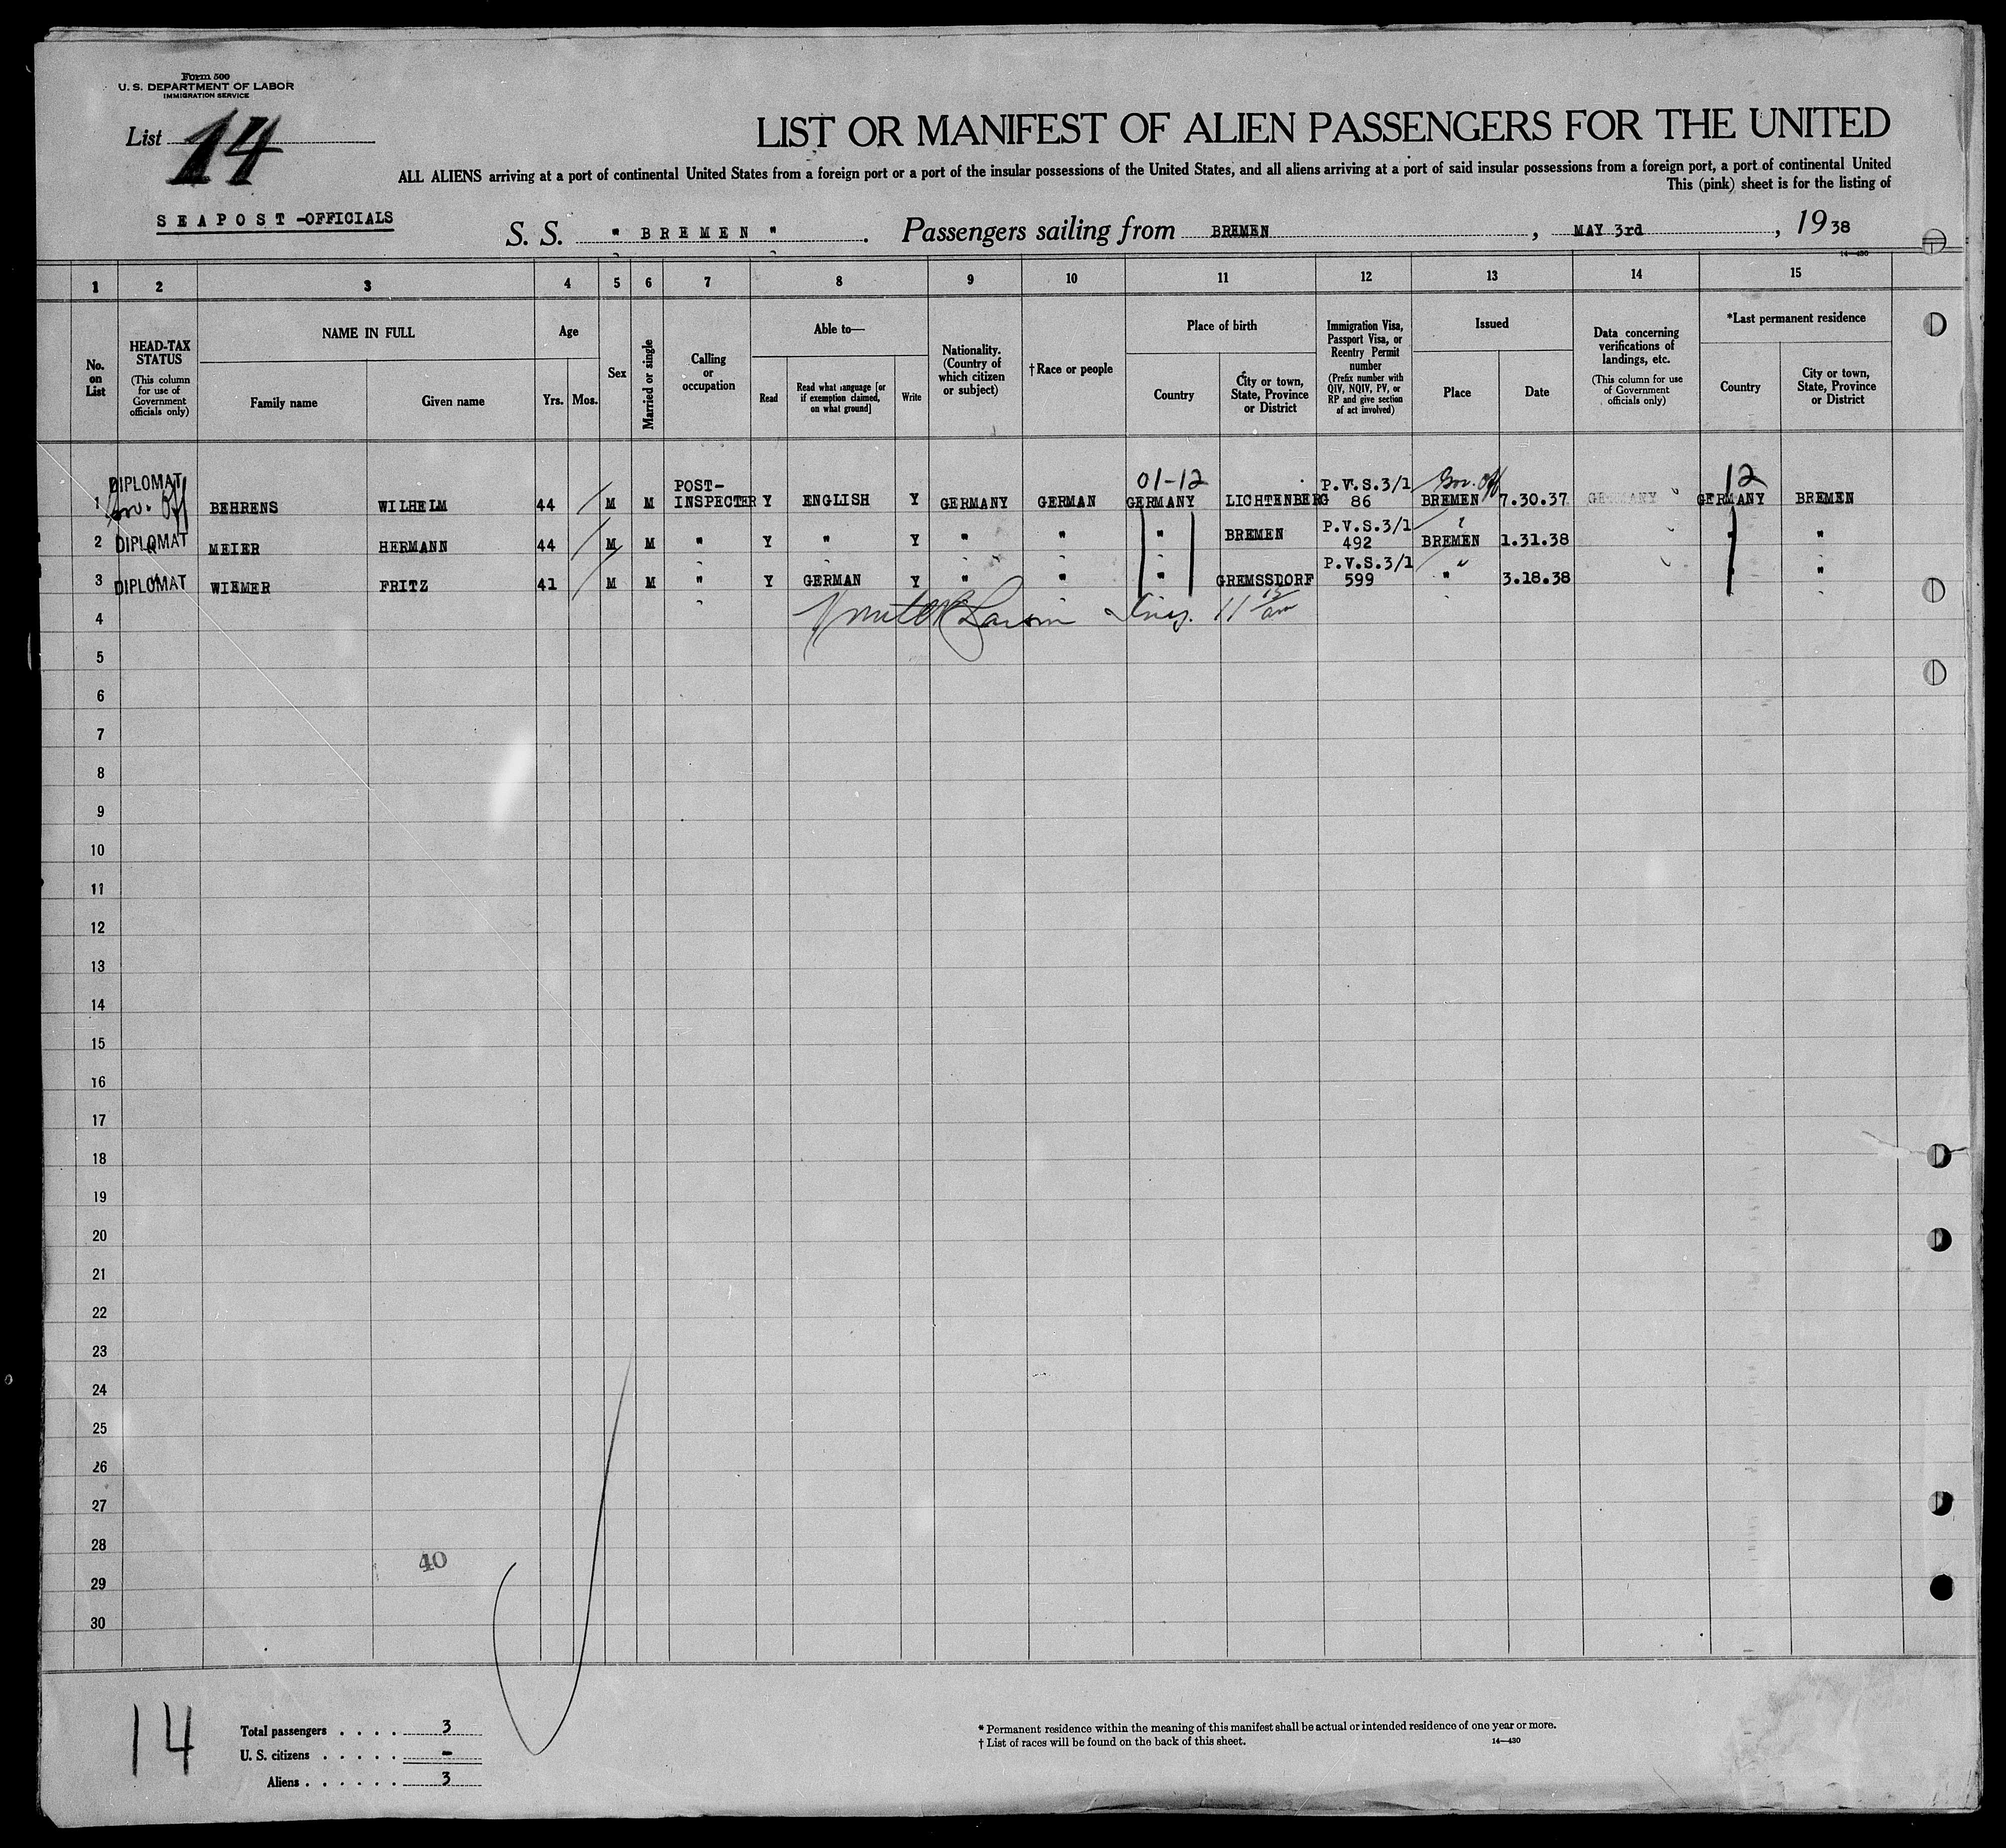 Form 500
U. S. DEPARTMENT OF LABOR
IMMIGRATION SERVICE
List 14
LIST OR MANIFEST OF ALIEN PASSENGERS FOR THE UNITED
ALL ALIENS arriving at a port of continental United States from a foreign port or a port of the insular possessions of the United States, and all aliens arriving at a port of said insular possessions from a foreign port, a port of continental United
This (pink) sheet is for the listing of
SEAPOST-OFFICIALS
S. S. " BREMEN " . Passengers sailing from BREMEN , MAY 3rd , 1938
14—430
1 2 3 4 5 6 7 8 9 10 11 12 13 14 15
No. on List
HEAD-TAX STATUS
(This column for use of Government officials only)
NAME IN FULL
Family name
Given name
Age
Yrs. Mos.
Sex
Married or single
Calling or occupation
Able to—
Read
Read what language [or if exemption claimed, on what ground]
Write
Nationality. (Country of which citizen or subject)
†Race or people
Place of birth
Country
City or town, State, Province or District
Immigration Visa, Passport Visa, or Reentry Permit number
(Prefix number with QIV, NQIV, PV, or RP and give section of act involved)
Issued
Place
Date
Data concerning verifications of landings, etc.
(This column for use of Government officials only)
*Last permanent residence
Country
City or town, State, Province or District
01-12
12
Gov. Off
1 DIPLOMAT Gov. Off BEHRENS WILHELM 44 M M POST-INSPECTER Y ENGLISH Y GERMANY GERMAN GERMANY LICHTENBERG P.V.S.3/1 86 BREMEN 7.30.37 GERMANY GERMANY BREMEN
2 DIPLOMAT MEIER HERMANN 44 M M " Y " Y " " " BREMEN P.V.S.3/1 492 BREMEN 1.31.38 " "
3 DIPLOMAT WIEMER FRITZ 41 M M " Y GERMAN Y " " " GREMSSDORF P.V.S.3/1 599 " 3.18.38 " "
4
5
6
7
8
9
10
11
12
13
14
15
16
17
18
19
20
21
22
23
24
25
26
27
28
29
30
40
14
Total passengers . . . . 3
U. S. citizens . . . . . –
Aliens . . . . . . 3
* Permanent residence within the meaning of this manifest shall be actual or intended residence of one year or more.
† List of races will be found on the back of this sheet.
14—430